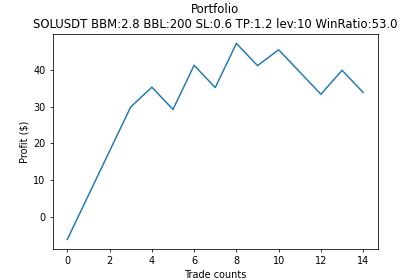 Portfolio
SOLUSDT BBM:2.8 BBL:200 SL:0.6 TP:1.2 lev:10 WinRatio:53.0
40
30
20
10
0
Profit ($)
0 2 4 6 8 10 12 14
Trade counts